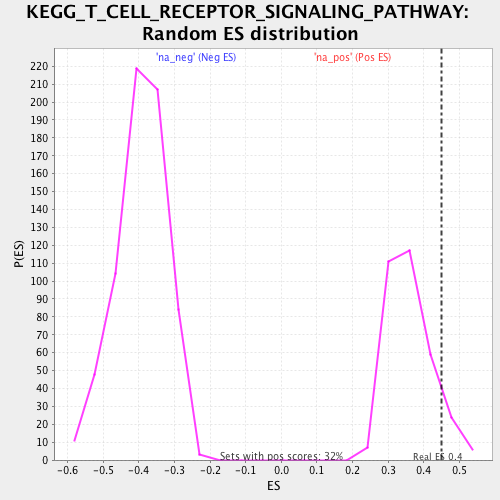 KEGG_T_CELL_RECEPTOR_SIGNALING_PATHWAY:
Random ES distribution
'na_neg' (Neg ES) 'na_pos' (Pos ES)
220
210
200
190
180
170
160
150
140
130
120
110
100
90
80
70
60
50
40
30
20
10
0
P(ES)
Sets with pos scores: 32%
Real ES 0.4
-0.6 -0.5 -0.4 -0.3 -0.2 -0.1 0.0 0.1 0.2 0.3 0.4 0.5
ES